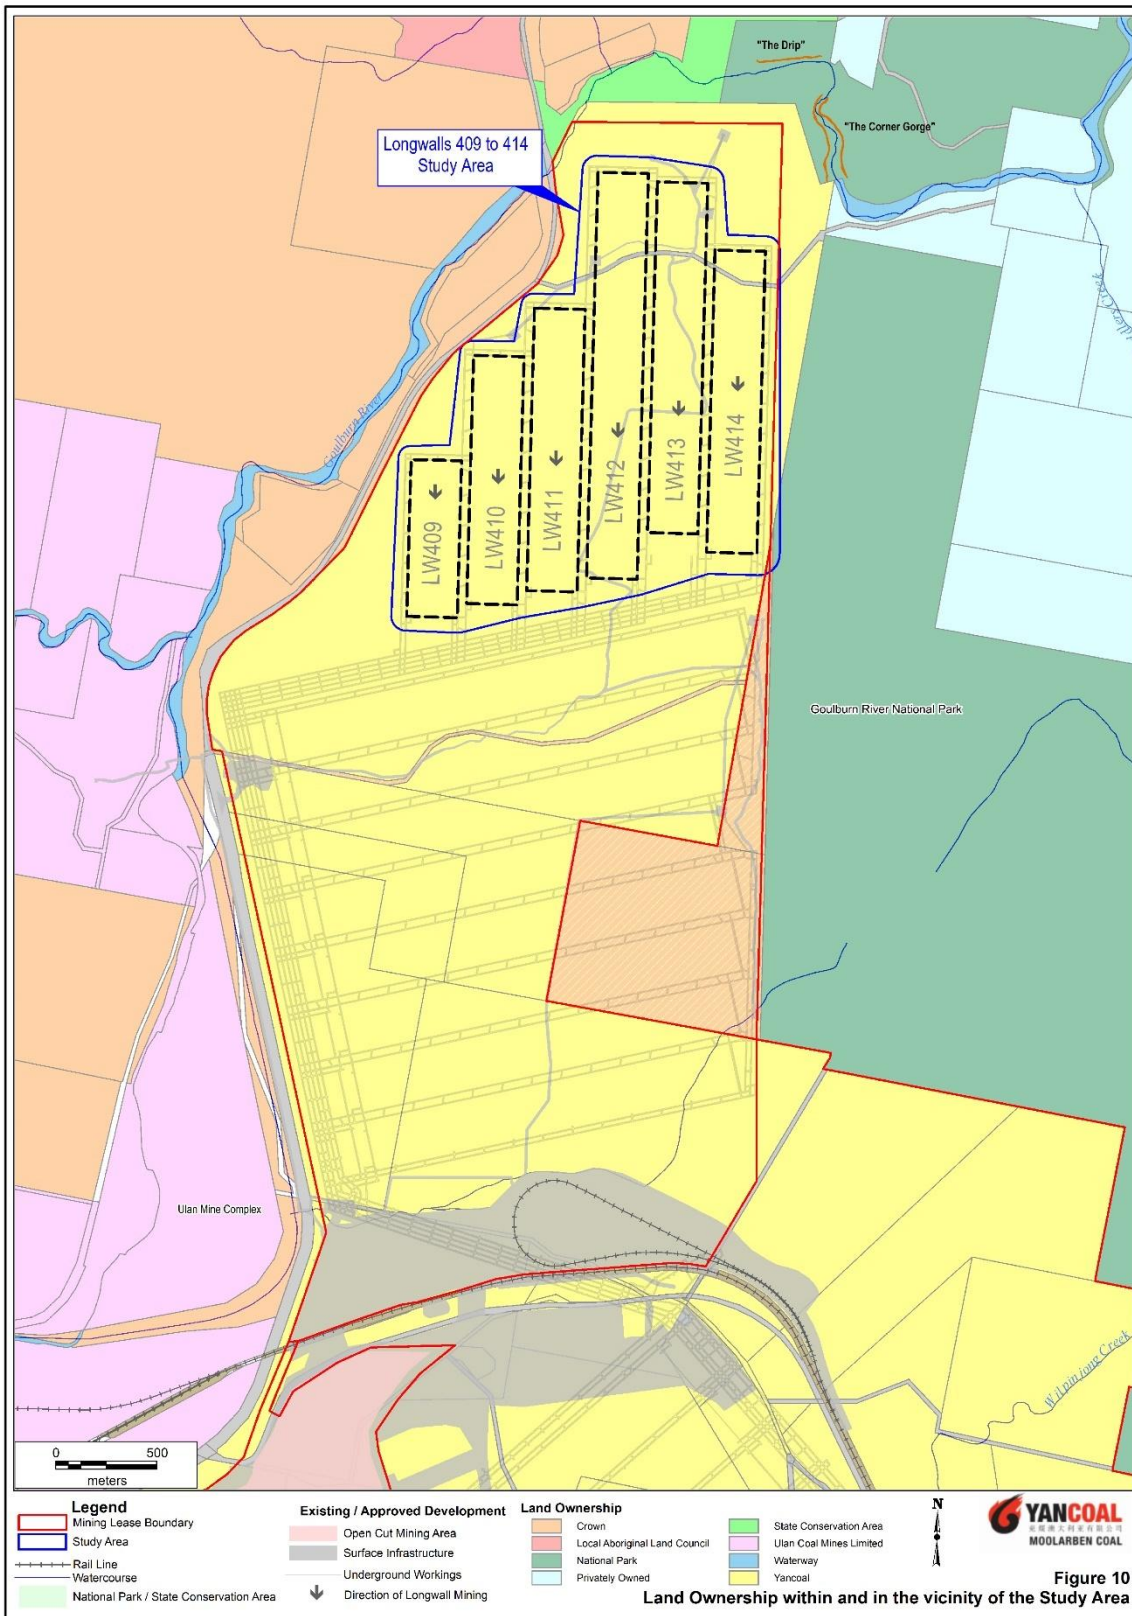 "The Drip"
"The Corner Gorge"
Longwalls 409 to 414
Study Area
Goulburn River
LW409
LW410
LW411
LW412
LW413
LW414
Goulburn River National Park
Ulan Mine Complex
Wilpinjong Creek
0 500
meters
Legend
Mining Lease Boundary
Study Area
Rail Line
Watercourse
National Park / State Conservation Area
Existing / Approved Development
Open Cut Mining Area
Surface Infrastructure
Underground Workings
Direction of Longwall Mining
Land Ownership
Crown
Local Aboriginal Land Council
National Park
Privately Owned
State Conservation Area
Ulan Coal Mines Limited
Waterway
Yancoal
N
YANCOAL
MOOLARBEN COAL
Figure 10
Land Ownership within and in the vicinity of the Study Area